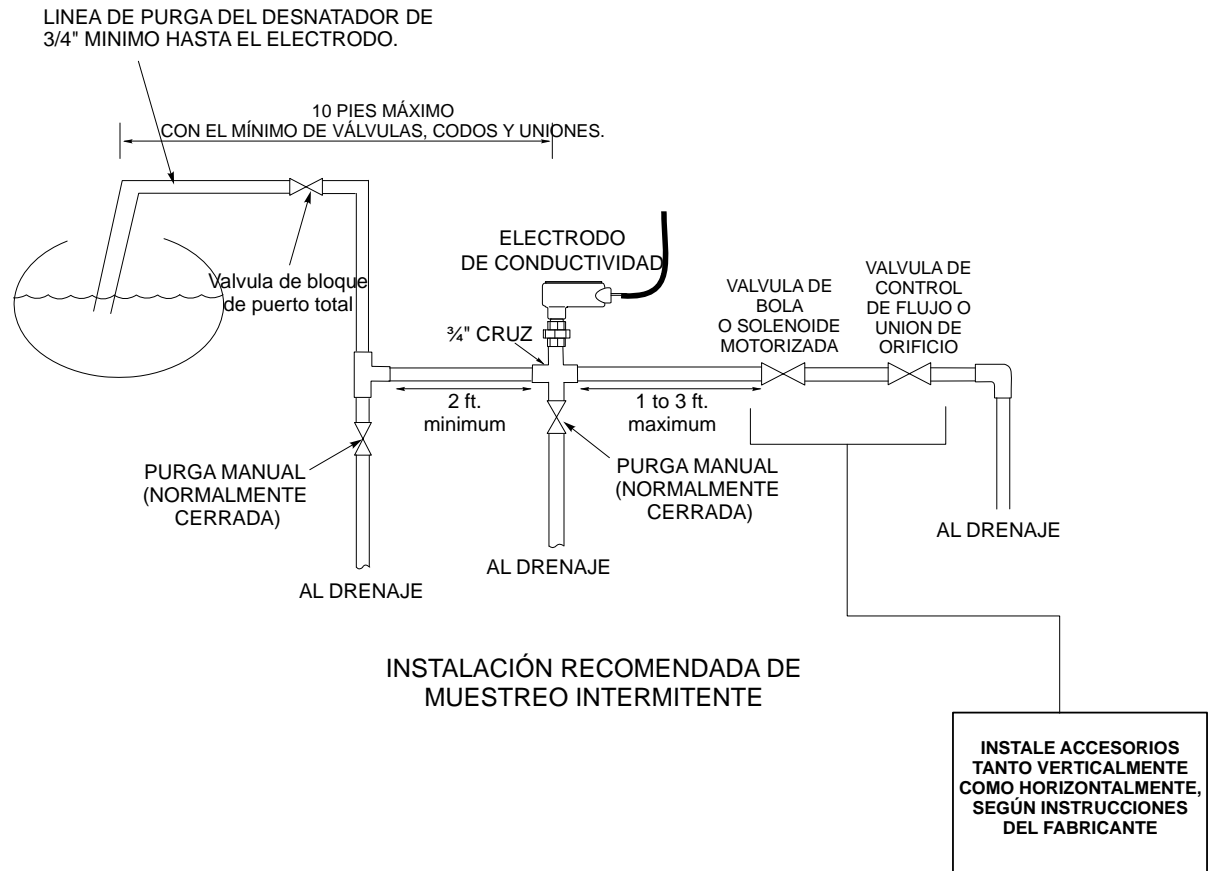 LINEA DE PURGA DEL DESNATADOR DE
3/4" MINIMO HASTA EL ELECTRODO.
10 PIES MÁXIMO
CON EL MÍNIMO DE VÁLVULAS, CODOS Y UNIONES.
Valvula de bloque
de puerto total
ELECTRODO
DE CONDUCTIVIDAD
¾" CRUZ
VALVULA DE
BOLA
O SOLENOIDE
MOTORIZADA
VALVULA DE
CONTROL
DE FLUJO O
UNION DE
ORIFICIO
2 ft.
minimum
1 to 3 ft.
maximum
PURGA MANUAL
(NORMALMENTE
CERRADA)
PURGA MANUAL
(NORMALMENTE
CERRADA)
AL DRENAJE
AL DRENAJE
AL DRENAJE
INSTALACIÓN RECOMENDADA DE
MUESTREO INTERMITENTE
INSTALE ACCESORIOS
TANTO VERTICALMENTE
COMO HORIZONTALMENTE,
SEGÚN INSTRUCCIONES
DEL FABRICANTE